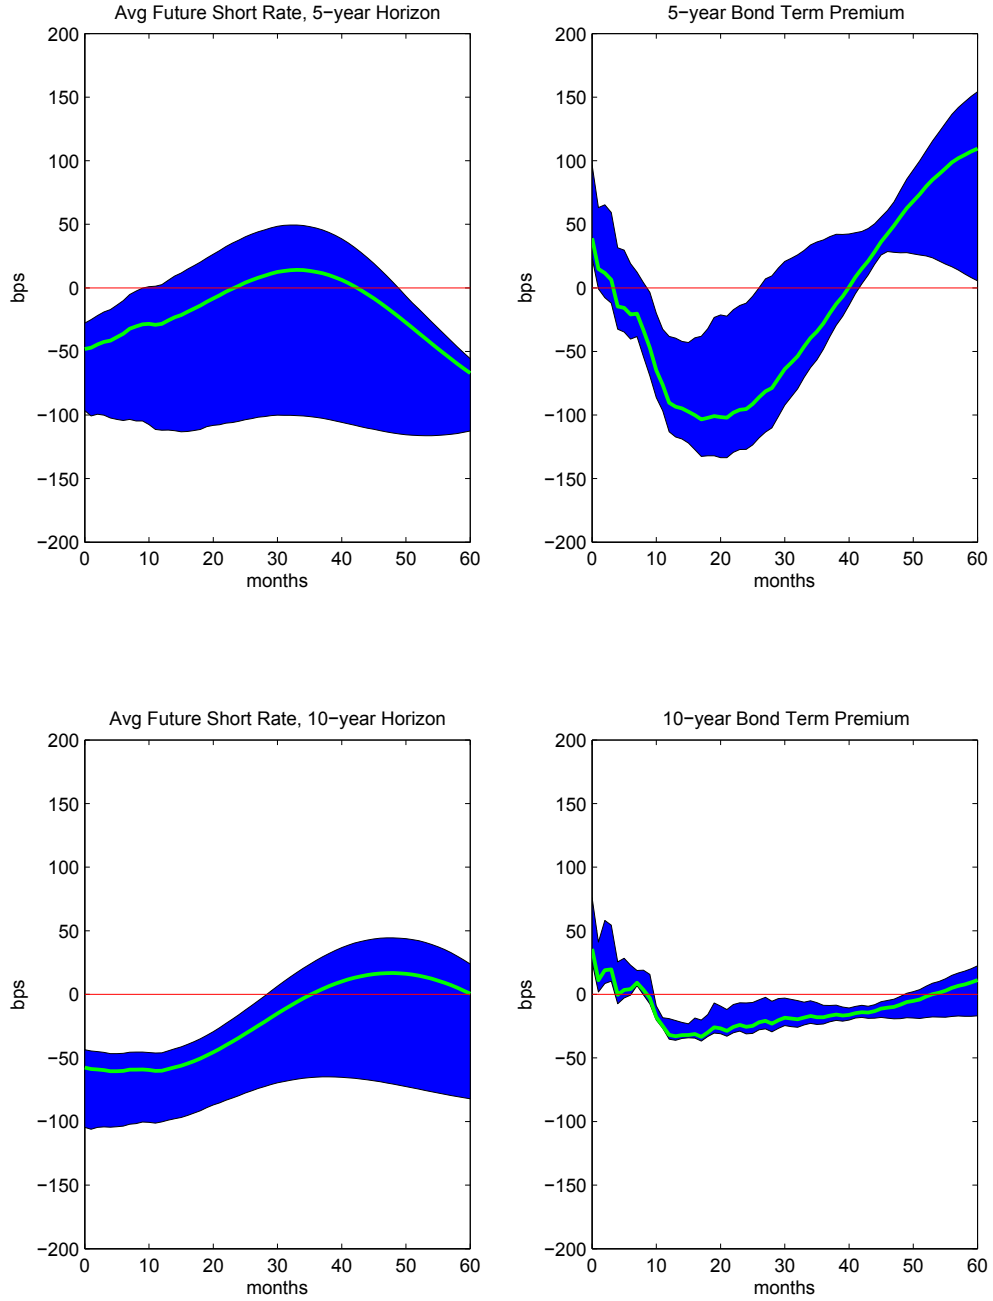 Avg Future Short Rate, 5−year Horizon
200
150
100
50
0
−50
−100
−150
−200
bps
0 10 20 30 40 50 60
months
5−year Bond Term Premium
200
150
100
50
0
−50
−100
−150
−200
bps
0 10 20 30 40 50 60
months
Avg Future Short Rate, 10−year Horizon
200
150
100
50
0
−50
−100
−150
−200
bps
0 10 20 30 40 50 60
months
10−year Bond Term Premium
200
150
100
50
0
−50
−100
−150
−200
bps
0 10 20 30 40 50 60
months